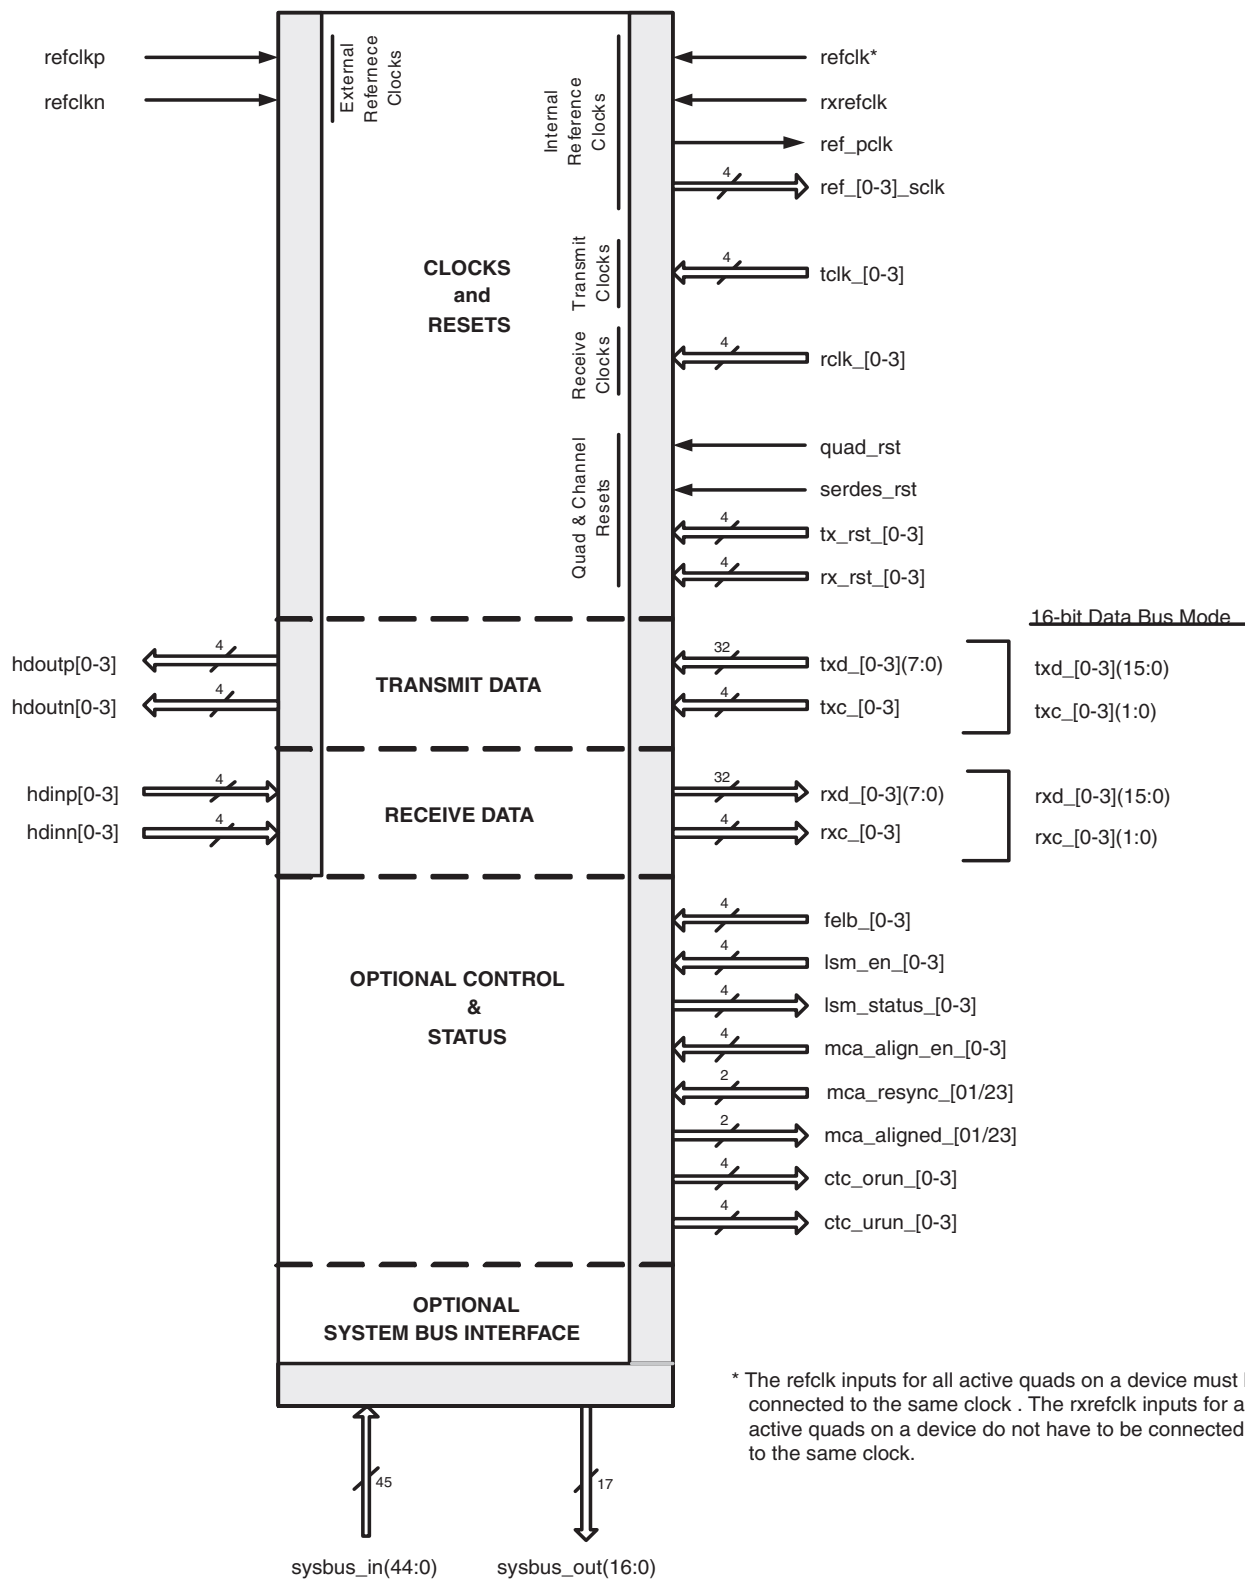 refclkp
refclkn
External
Refernece
Clocks
Internal
Reference
Clocks
refclk*
rxrefclk
ref_pclk
4
ref_[0-3]_sclk
CLOCKS
and
RESETS
Transmit
Clocks
4
tclk_[0-3]
Receive
Clocks
4
rclk_[0-3]
Quad & Channel
Resets
quad_rst
serdes_rst
4
tx_rst_[0-3]
4
rx_rst_[0-3]
16-bit Data Bus Mode
hdoutp[0-3]
4
hdoutn[0-3]
4
TRANSMIT DATA
32
txd_[0-3](7:0)
4
txc_[0-3]
txd_[0-3](15:0)
txc_[0-3](1:0)
hdinp[0-3]
4
hdinn[0-3]
4
RECEIVE DATA
32
rxd_[0-3](7:0)
4
rxc_[0-3]
rxd_[0-3](15:0)
rxc_[0-3](1:0)
OPTIONAL CONTROL
&
STATUS
4
felb_[0-3]
4
lsm_en_[0-3]
4
lsm_status_[0-3]
4
mca_align_en_[0-3]
2
mca_resync_[01/23]
2
mca_aligned_[01/23]
4
ctc_orun_[0-3]
4
ctc_urun_[0-3]
OPTIONAL
SYSTEM BUS INTERFACE
* The refclk inputs for all active quads on a device must
connected to the same clock . The rxrefclk inputs for
active quads on a device do not have to be connected
to the same clock.
45
17
sysbus_in(44:0)
sysbus_out(16:0)